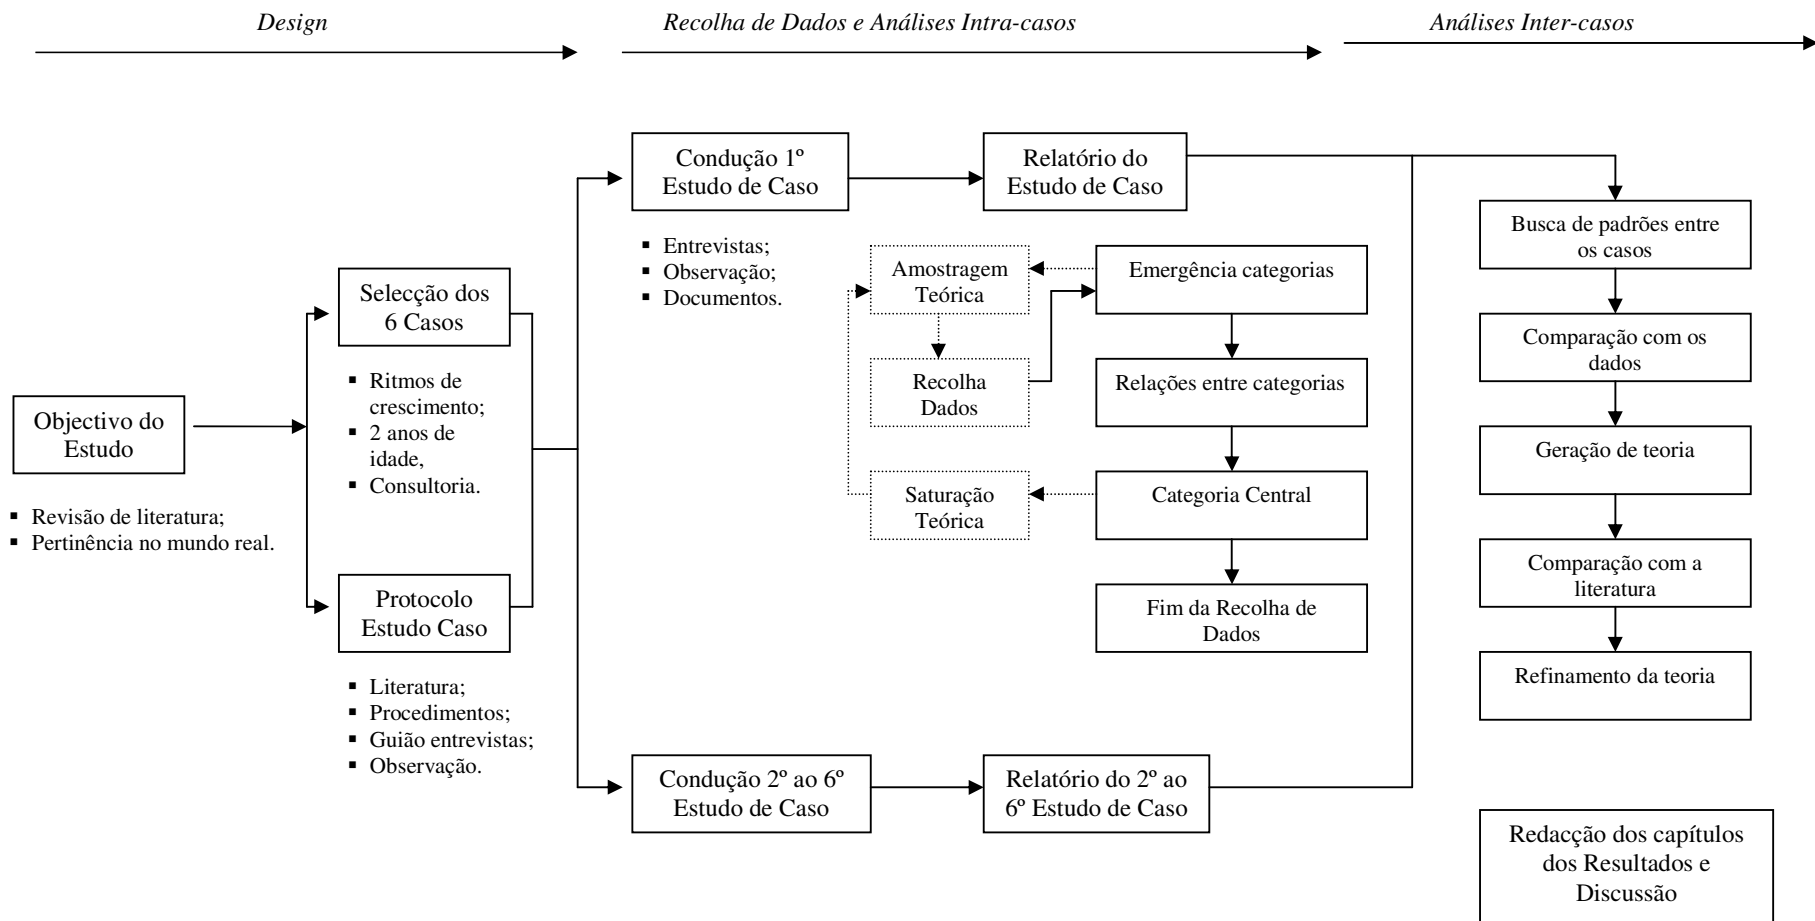 Design
Recolha de Dados e Análises Intra-casos
Análises Inter-casos
Objectivo do
Estudo
▪ Revisão de literatura;
▪ Pertinência no mundo real.
Selecção dos
6 Casos
▪ Ritmos de
crescimento;
▪ 2 anos de
idade,
▪ Consultoria.
Protocolo
Estudo Caso
▪ Literatura;
▪ Procedimentos;
▪ Guião entrevistas;
▪ Observação.
Condução 1º
Estudo de Caso
▪ Entrevistas;
▪ Observação;
▪ Documentos.
Relatório do
Estudo de Caso
Amostragem
Teórica
Emergência categorias
Recolha
Dados
Relações entre categorias
Saturação
Teórica
Categoria Central
Fim da Recolha de
Dados
Condução 2º ao 6º
Estudo de Caso
Relatório do 2º ao
6º Estudo de Caso
Busca de padrões entre
os casos
Comparação com os
dados
Geração de teoria
Comparação com a
literatura
Refinamento da teoria
Redacção dos capítulos
dos Resultados e
Discussão